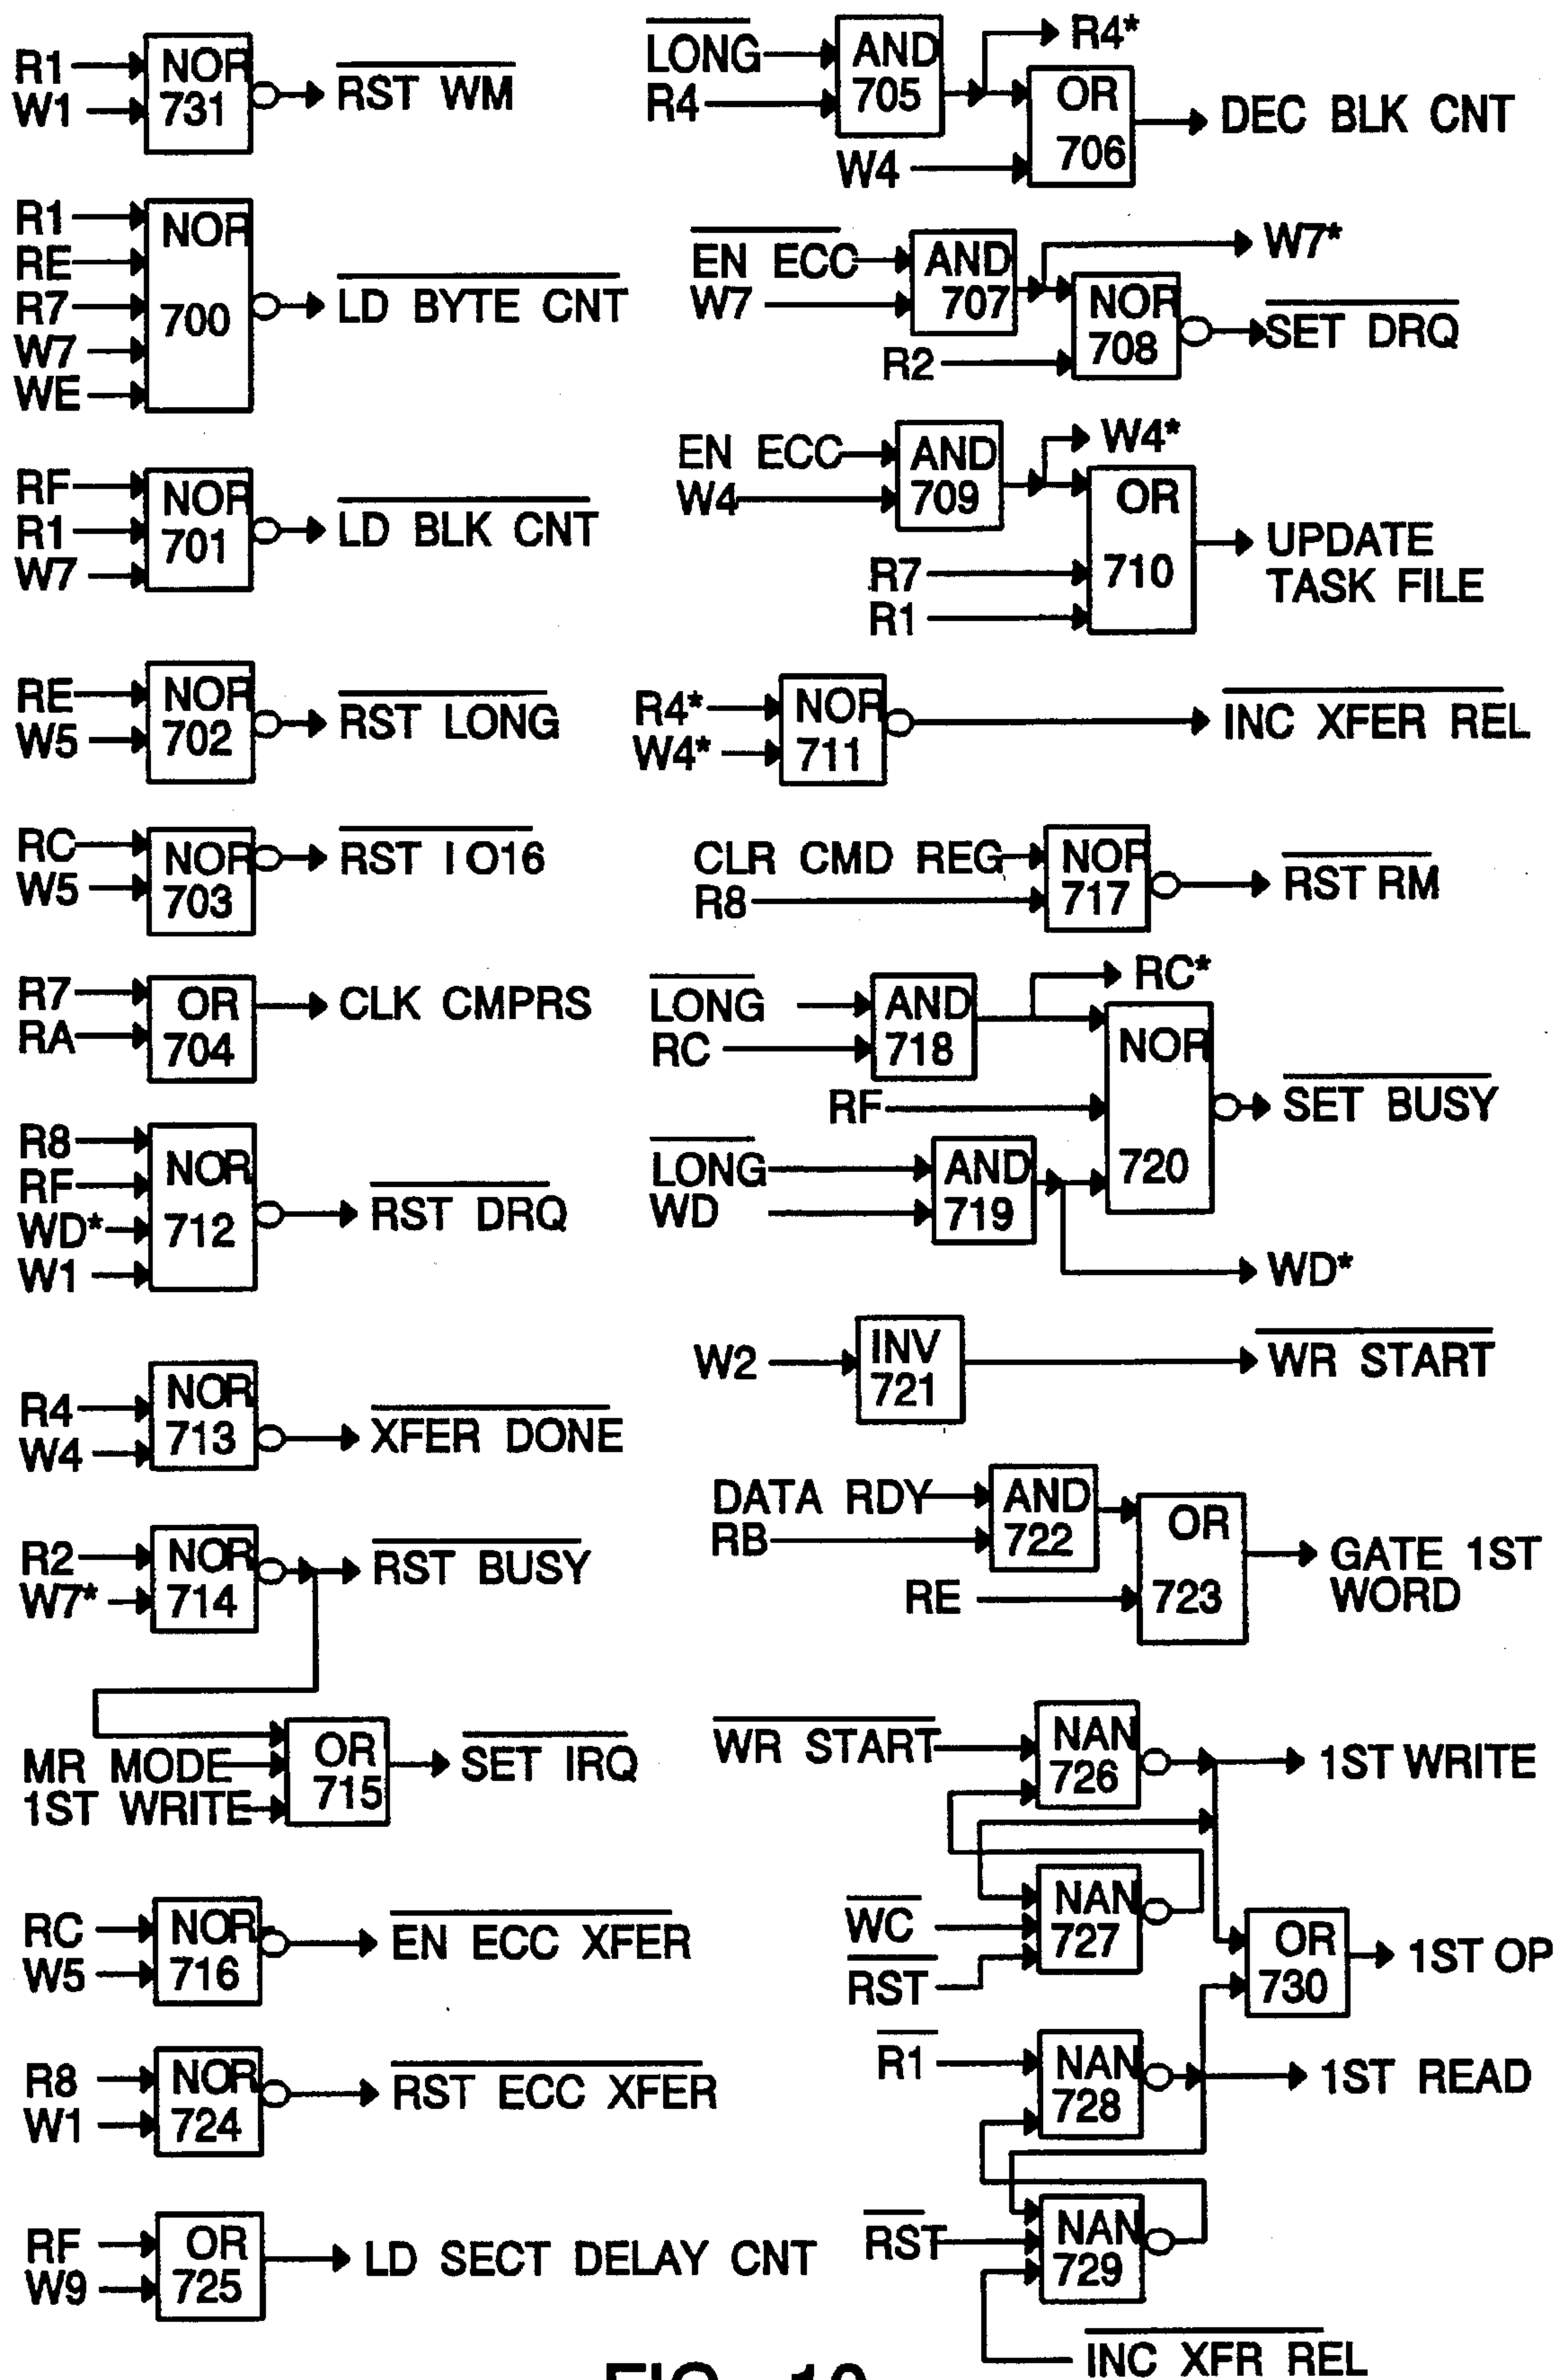 R1
W1
NOR
731
RST WM
R1
RE
R7
W7
WE
NOR
700
LD BYTE CNT
RF
R1
W7
NOR
701
LD BLK CNT
RE
W5
NOR
702
RST LONG
RC
W5
NOR
703
RST IO16
R7
RA
OR
704
CLK CMPRS
R8
RF
WD*
W1
NOR
712
RST DRQ
R4
W4
NOR
713
XFER DONE
R2
W7*
NOR
714
RST BUSY
MR MODE
1ST WRITE
OR
715
SET IRQ
RC
W5
NOR
716
EN ECC XFER
R8
W1
NOR
724
RST ECC XFER
RF
W9
OR
725
LD SECT DELAY CNT
LONG
R4
AND
705
R4*
W4
OR
706
DEC BLK CNT
EN ECC
W7
AND
707
W7*
R2
NOR
708
SET DRQ
EN ECC
W4
AND
709
W4*
R7
R1
OR
710
UPDATE
TASK FILE
R4*
W4*
NOR
711
INC XFER REL
CLR CMD REG
R8
NOR
717
RST RM
LONG
RC
AND
718
RC*
RF
LONG
WD
AND
719
NOR
720
SET BUSY
WD*
W2
INV
721
WR START
DATA RDY
RB
AND
722
RE
OR
723
GATE 1ST
WORD
WR START
NAN
726
1ST WRITE
WC
RST
NAN
727
OR
730
1ST OP
R1
NAN
728
1ST READ
RST
NAN
729
INC XFR REL